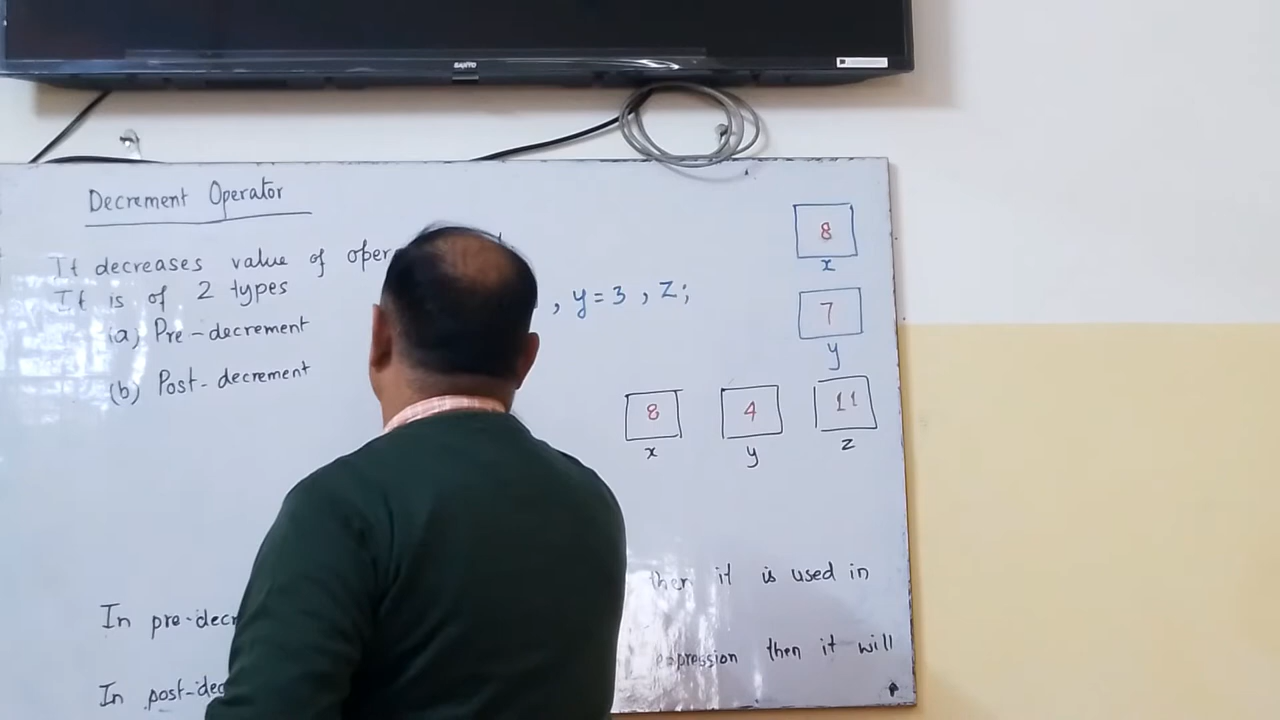 SANYO
Decrement Operator
It decreases value of oper
It is of 2 types
, y = 3 , Z;
(a) Pre-decrement
(b) Post-decrement
8
x
7
y
8 4 11
x y z
then it is used in
In pre-decr
expression then it will
In post-dec